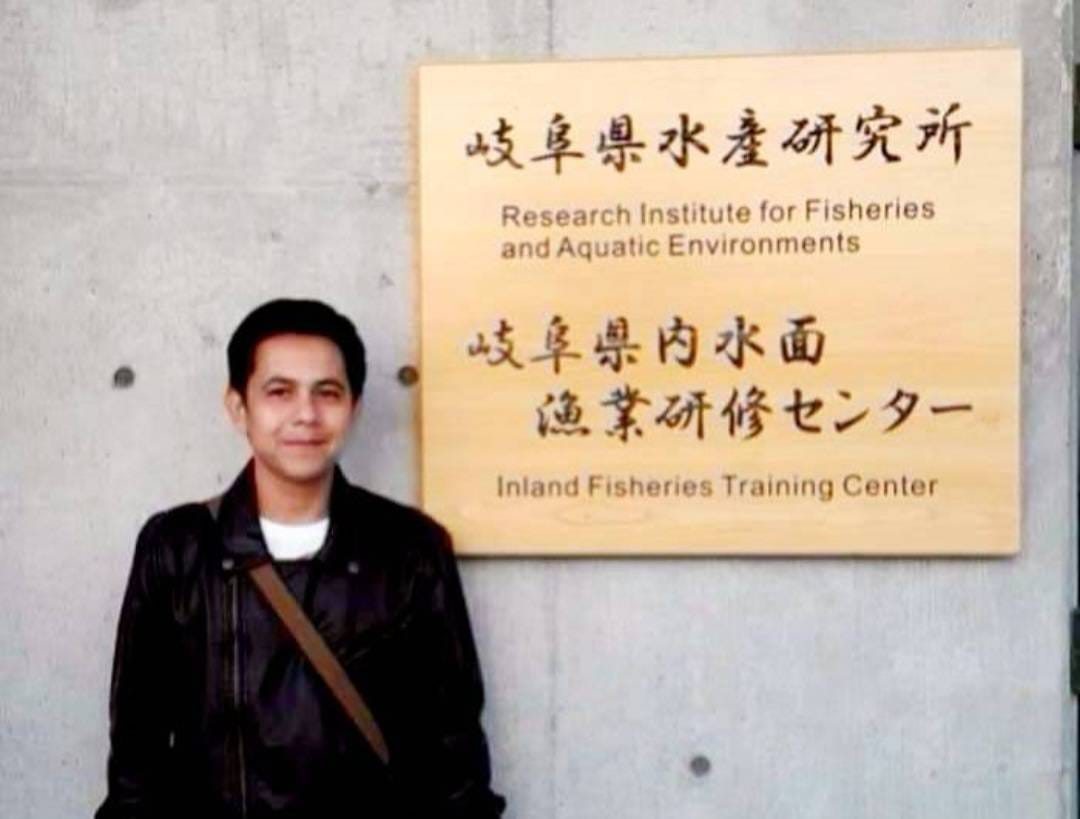 岐阜県水産研究所
Research Institute for Fisheries
and Aquatic Environments
岐阜県内水面
漁業研修センター
Inland Fisheries Training Center